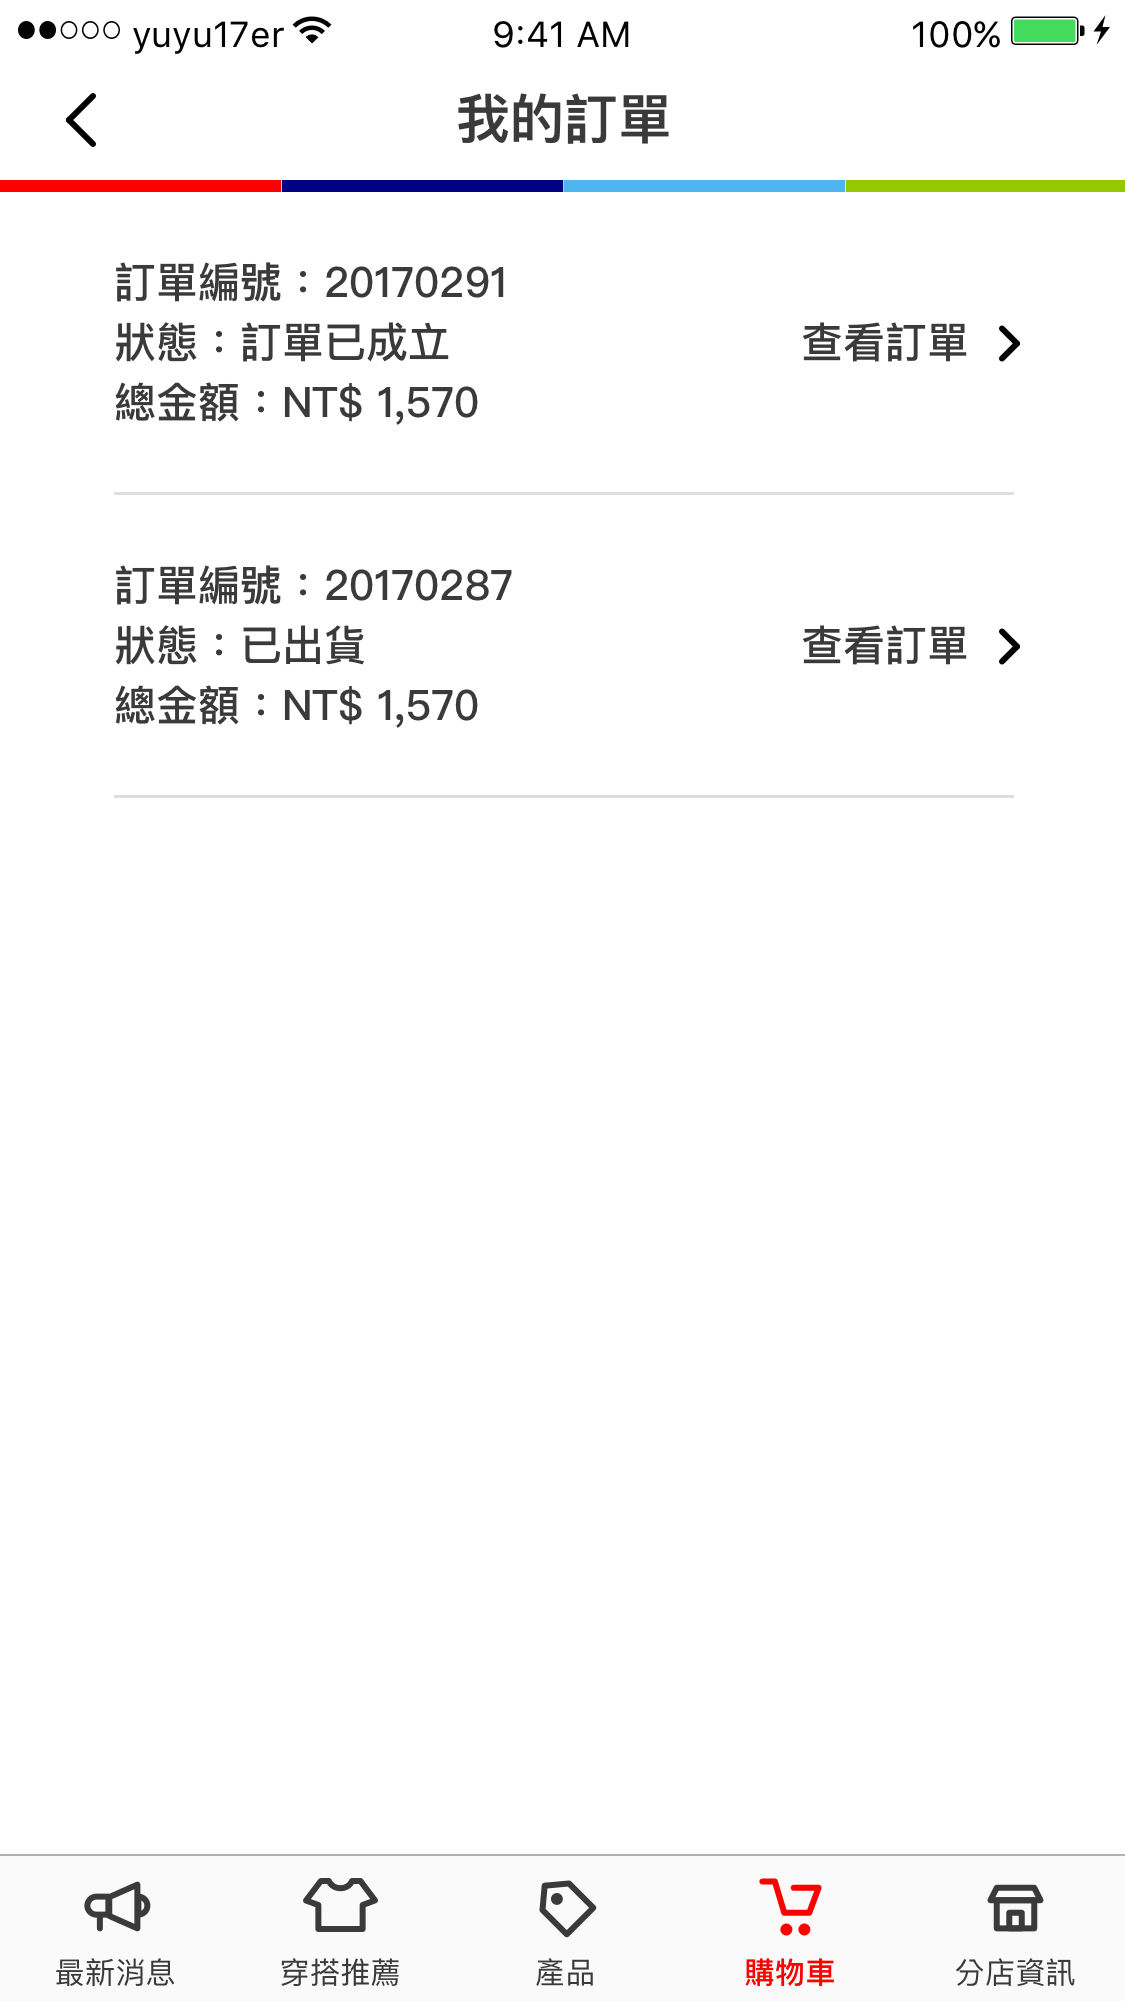 yuyu17er 9:41 AM 100%
我的訂單
訂單編號：20170291
狀態：訂單已成立
查看訂單
總金額：NT$ 1,570
訂單編號：20170287
狀態：已出貨
查看訂單
總金額：NT$ 1,570
最新消息 穿搭推薦 產品 購物車 分店資訊